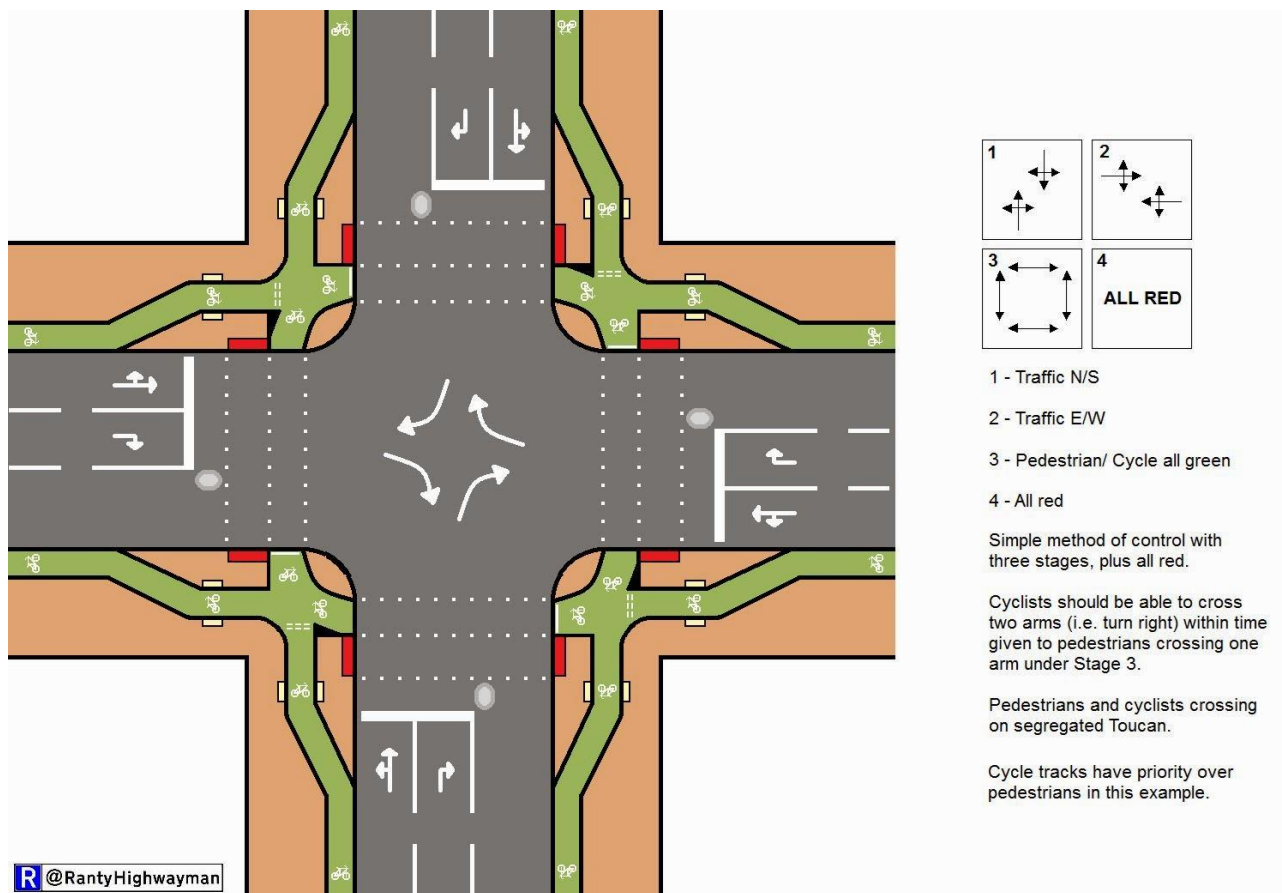 1
2
3
4
ALL RED
1 - Traffic N/S
2 - Traffic E/W
3 - Pedestrian/ Cycle all green
4 - All red
Simple method of control with
three stages, plus all red.
Cyclists should be able to cross
two arms (i.e. turn right) within time
given to pedestrians crossing one
arm under Stage 3.
Pedestrians and cyclists crossing
on segregated Toucan.
Cycle tracks have priority over
pedestrians in this example.
R @RantyHighwayman